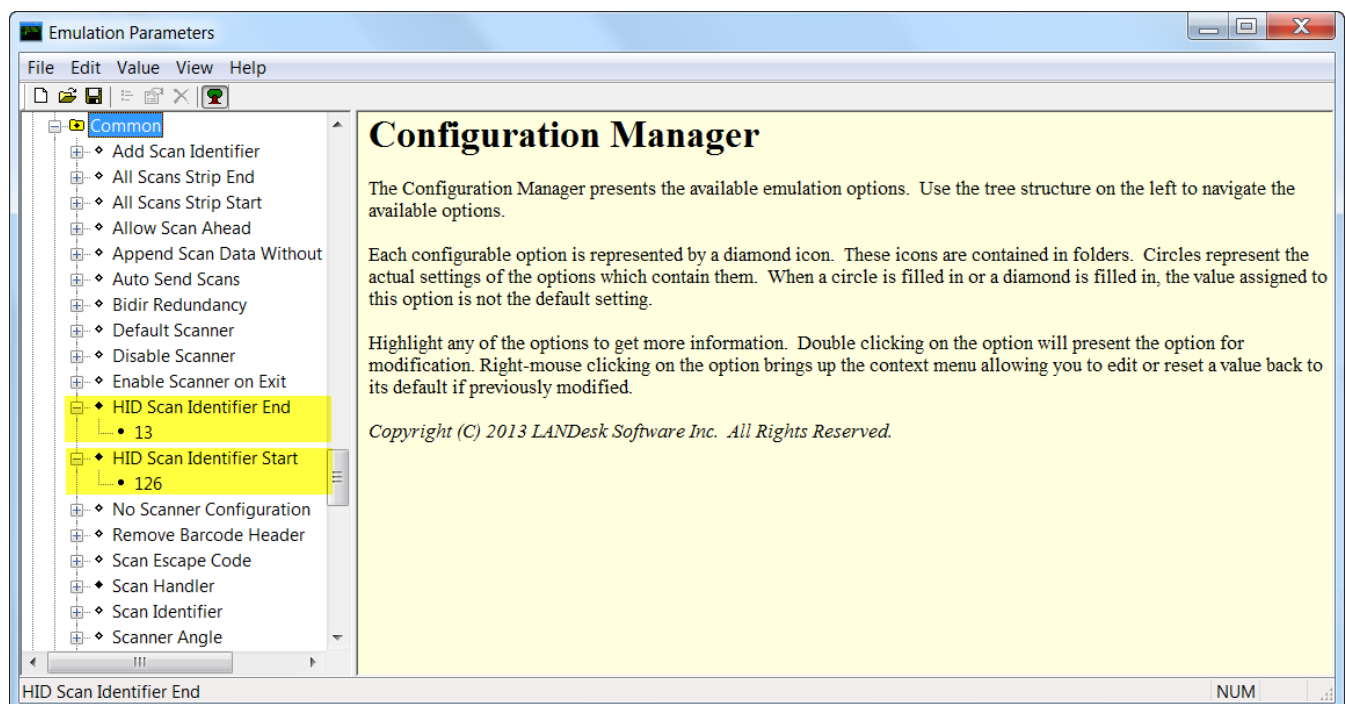 Emulation Parameters
File Edit Value View Help
Common
Add Scan Identifier
All Scans Strip End
All Scans Strip Start
Allow Scan Ahead
Append Scan Data Without
Auto Send Scans
Bidir Redundancy
Default Scanner
Disable Scanner
Enable Scanner on Exit
HID Scan Identifier End
13
HID Scan Identifier Start
126
No Scanner Configuration
Remove Barcode Header
Scan Escape Code
Scan Handler
Scan Identifier
Scanner Angle
Configuration Manager
The Configuration Manager presents the available emulation options. Use the tree structure on the left to navigate the
available options.
Each configurable option is represented by a diamond icon. These icons are contained in folders. Circles represent the
actual settings of the options which contain them. When a circle is filled in or a diamond is filled in, the value assigned to
this option is not the default setting.
Highlight any of the options to get more information. Double clicking on the option will present the option for
modification. Right-mouse clicking on the option brings up the context menu allowing you to edit or reset a value back to
its default if previously modified.
Copyright (C) 2013 LANDesk Software Inc. All Rights Reserved.
HID Scan Identifier End
NUM